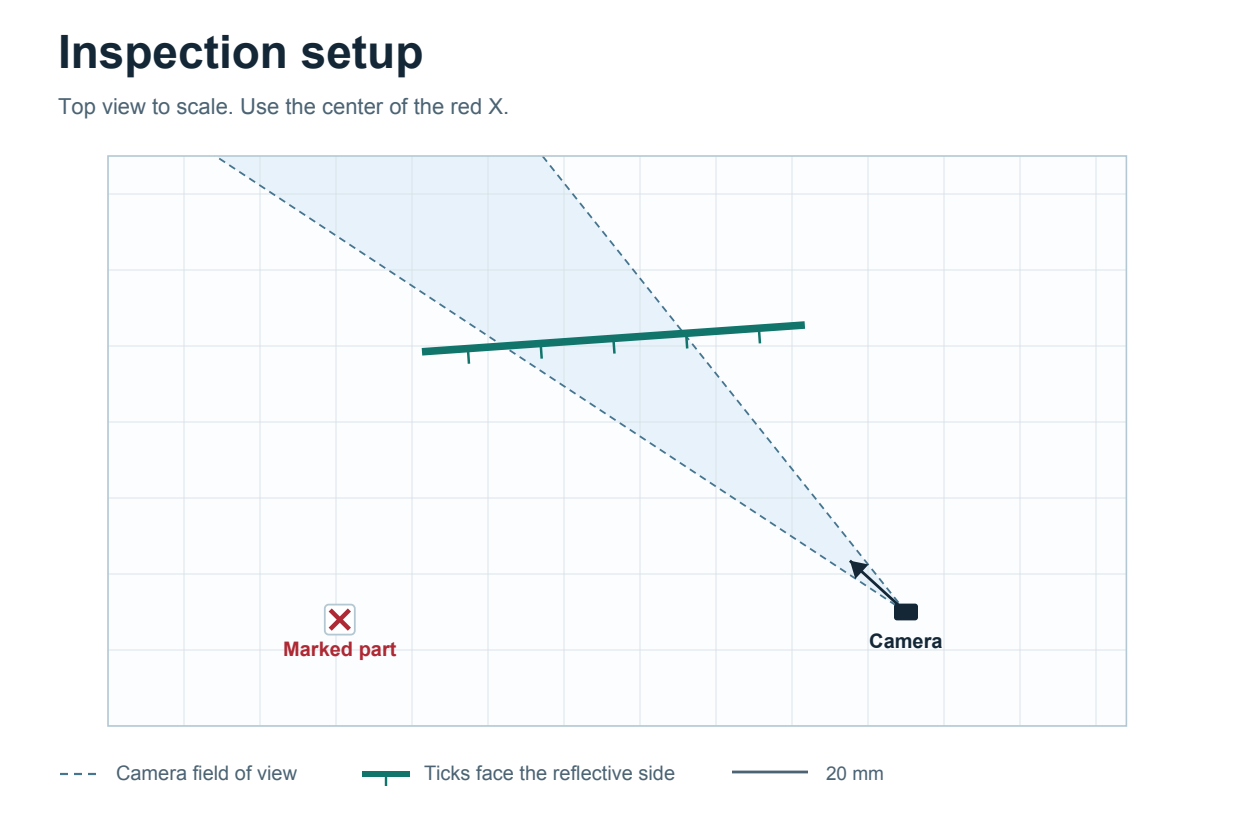 Inspection setup
Top view to scale. Use the center of the red X.
Marked part
Camera
Camera field of view
Ticks face the reflective side
20 mm